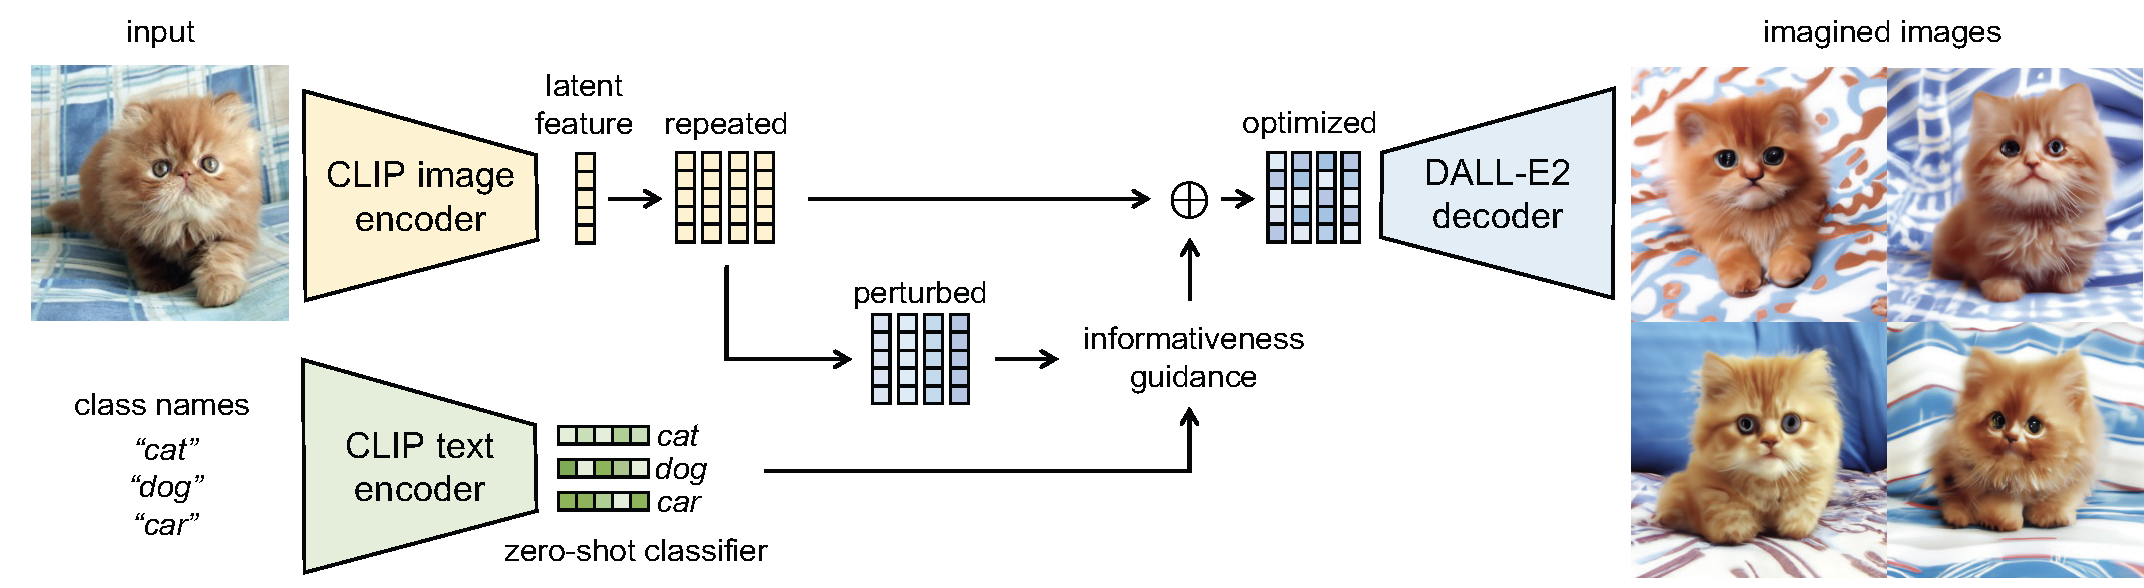 input
CLIP image
encoder
latent
feature
repeated
perturbed
informativeness
guidance
optimized
DALL-E2
decoder
imagined images
class names
“cat”
“dog”
“car”
CLIP text
encoder
cat
dog
car
zero-shot classifier